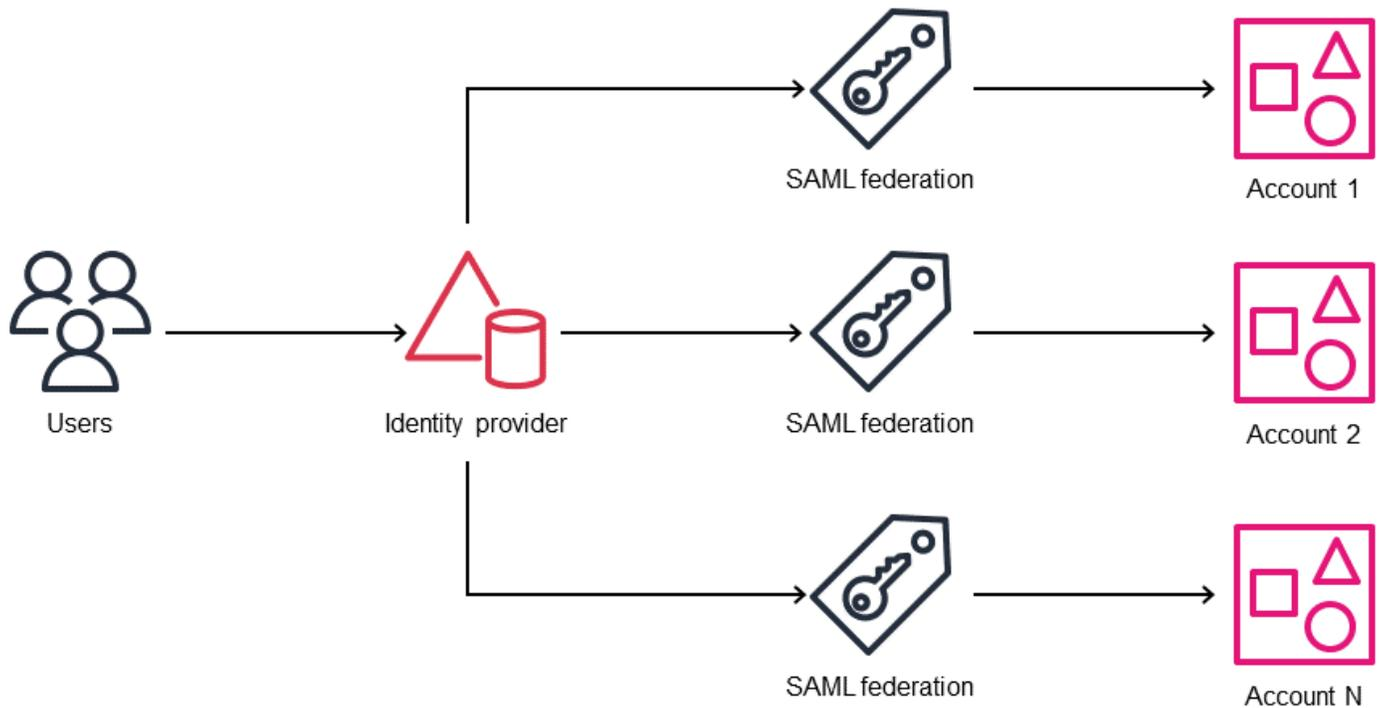 SAML federation
Account 1
Users
Identity provider
SAML federation
Account 2
SAML federation
Account N